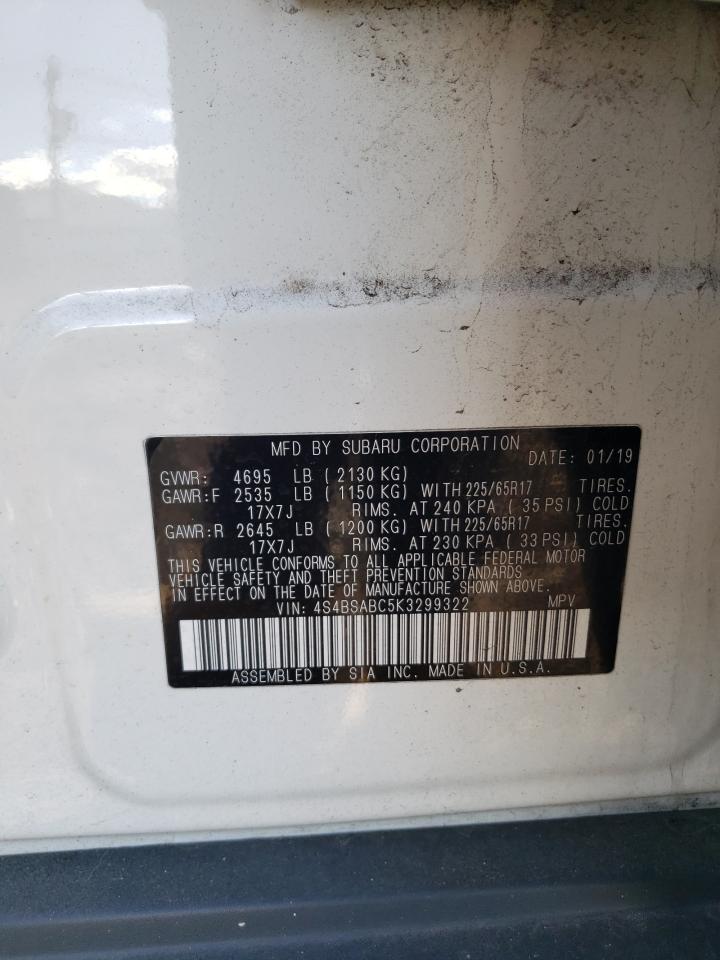 MFD BY SUBARU CORPORATION DATE: 01/19
GVWR: 4695 LB ( 2130 KG)
GAWR:F 2535 LB ( 1150 KG) WITH 225/65R17 TIRES.
17X7J RIMS. AT 240 KPA ( 35 PSI) COLD
GAWR:R 2645 LB ( 1200 KG) WITH 225/65R17 TIRES.
17X7J RIMS. AT 230 KPA ( 33 PSI) COLD
THIS VEHICLE CONFORMS TO ALL APPLICABLE FEDERAL MOTOR
VEHICLE SAFETY AND THEFT PREVENTION STANDARDS
IN EFFECT ON THE DATE OF MANUFACTURE SHOWN ABOVE.
VIN: 4S4BSABC5K3299322 MPV
ASSEMBLED BY SIA INC. MADE IN U.S.A.